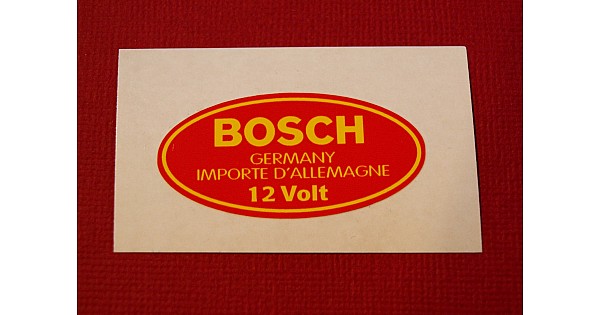 BOSCH
GERMANY
IMPORTE D'ALLEMAGNE
12 Volt